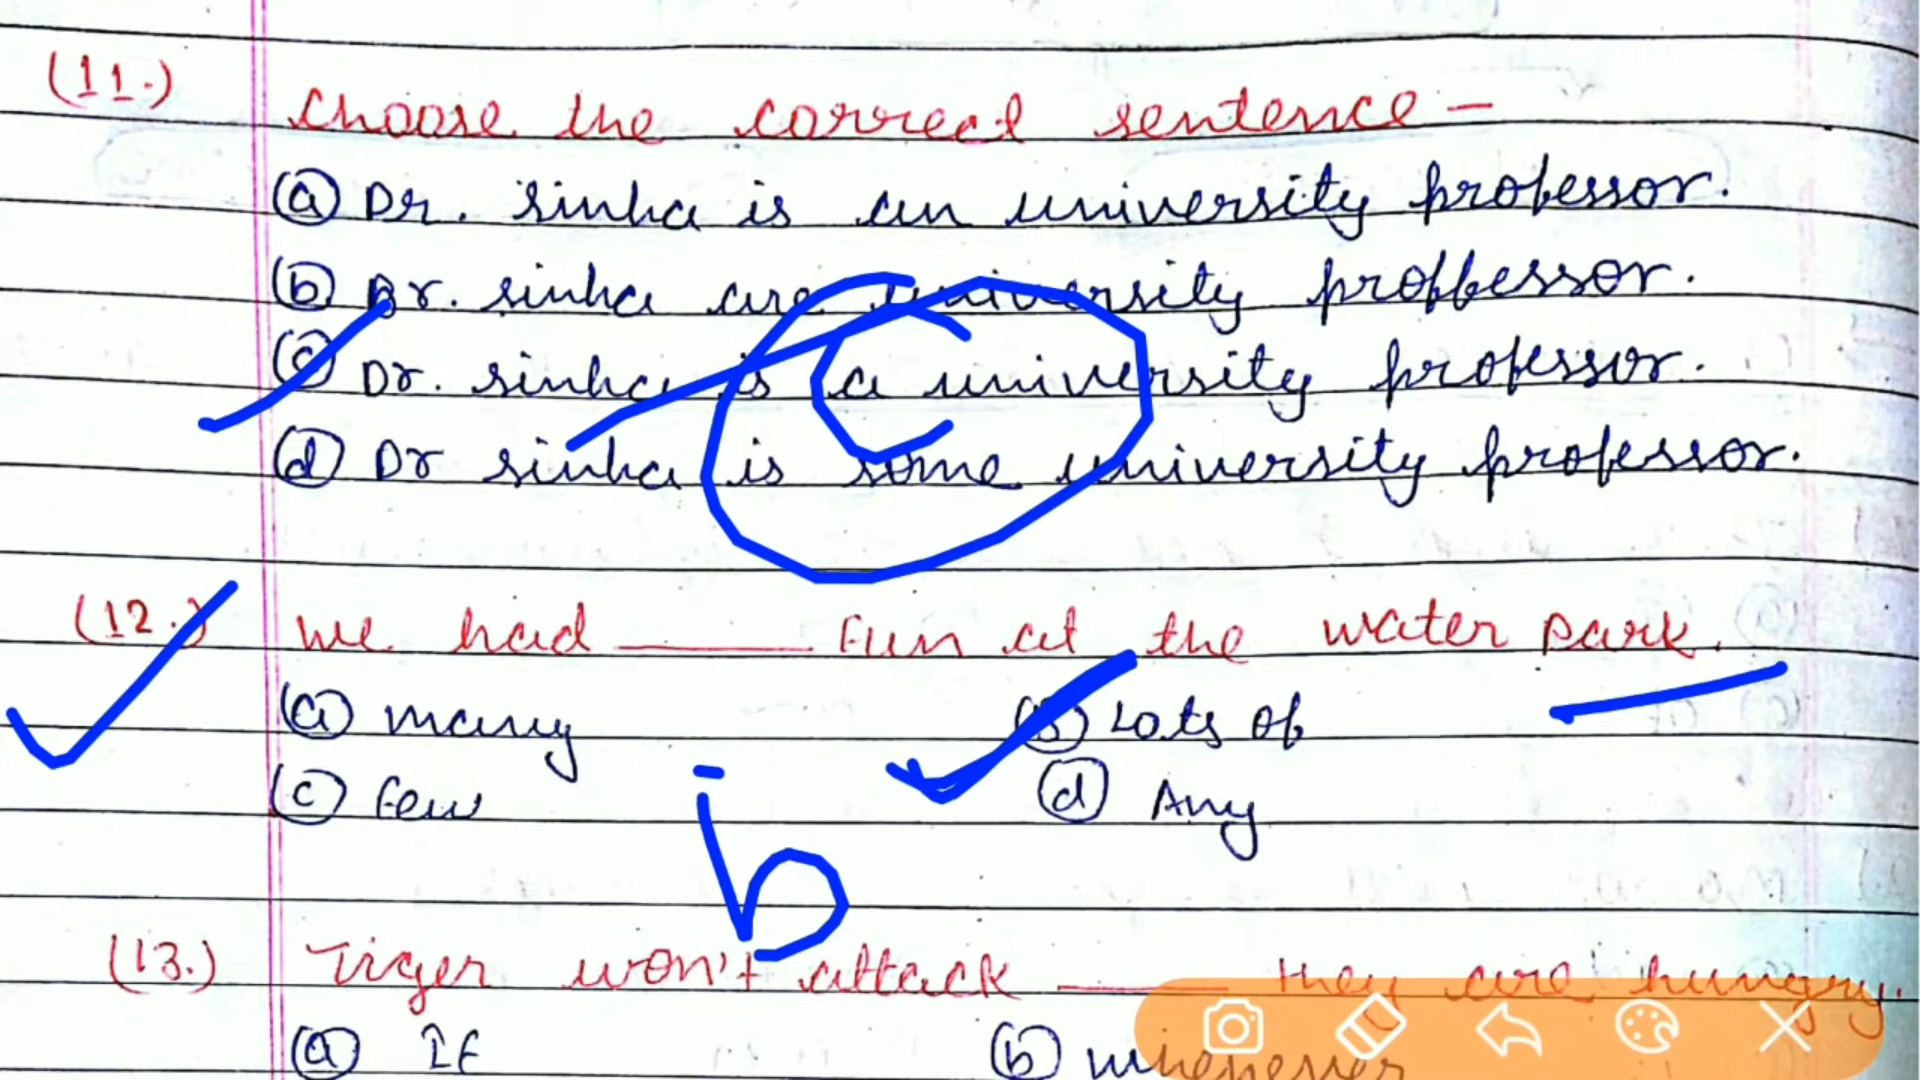 (11.) Choose the correct sentence –
(a) Dr. sinha is an university professor.
(b) Dr. sinha are university proffessor.
(c) Dr. sinha is a university professor.
(d) Dr sinha is some university professor.
(12.) We had ______ Fun at the water park.
(a) many (b) Lots of
(c) few (d) Any
b
(13.) Tiger won't attack ______ they are hungry.
(a) If (b) whenever